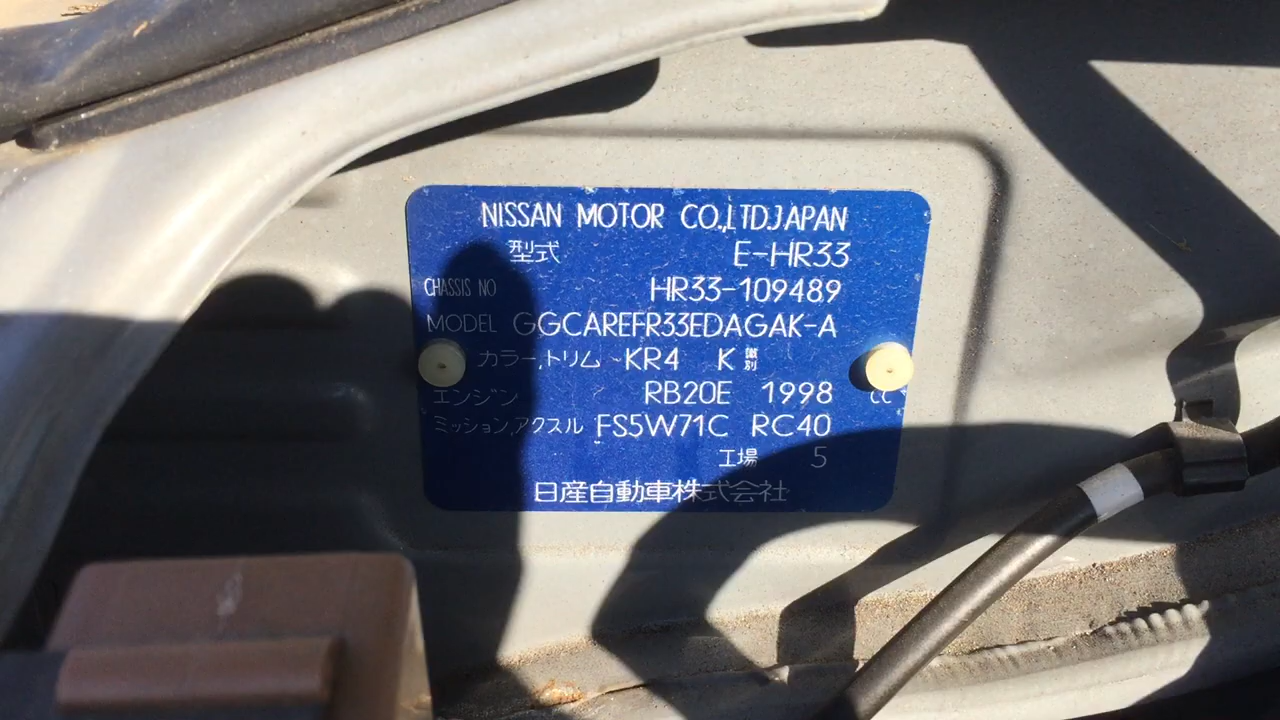 NISSAN MOTOR CO.,LTD.JAPAN
型式 E-HR33
CHASSIS NO HR33-109489
MODEL GGCAREFR33EDAGAK-A
カラー,トリム KR4 K 識別
エンジン RB20E 1998 cc
ミッション,アクスル FS5W71C RC40
工場 5
日産自動車株式会社